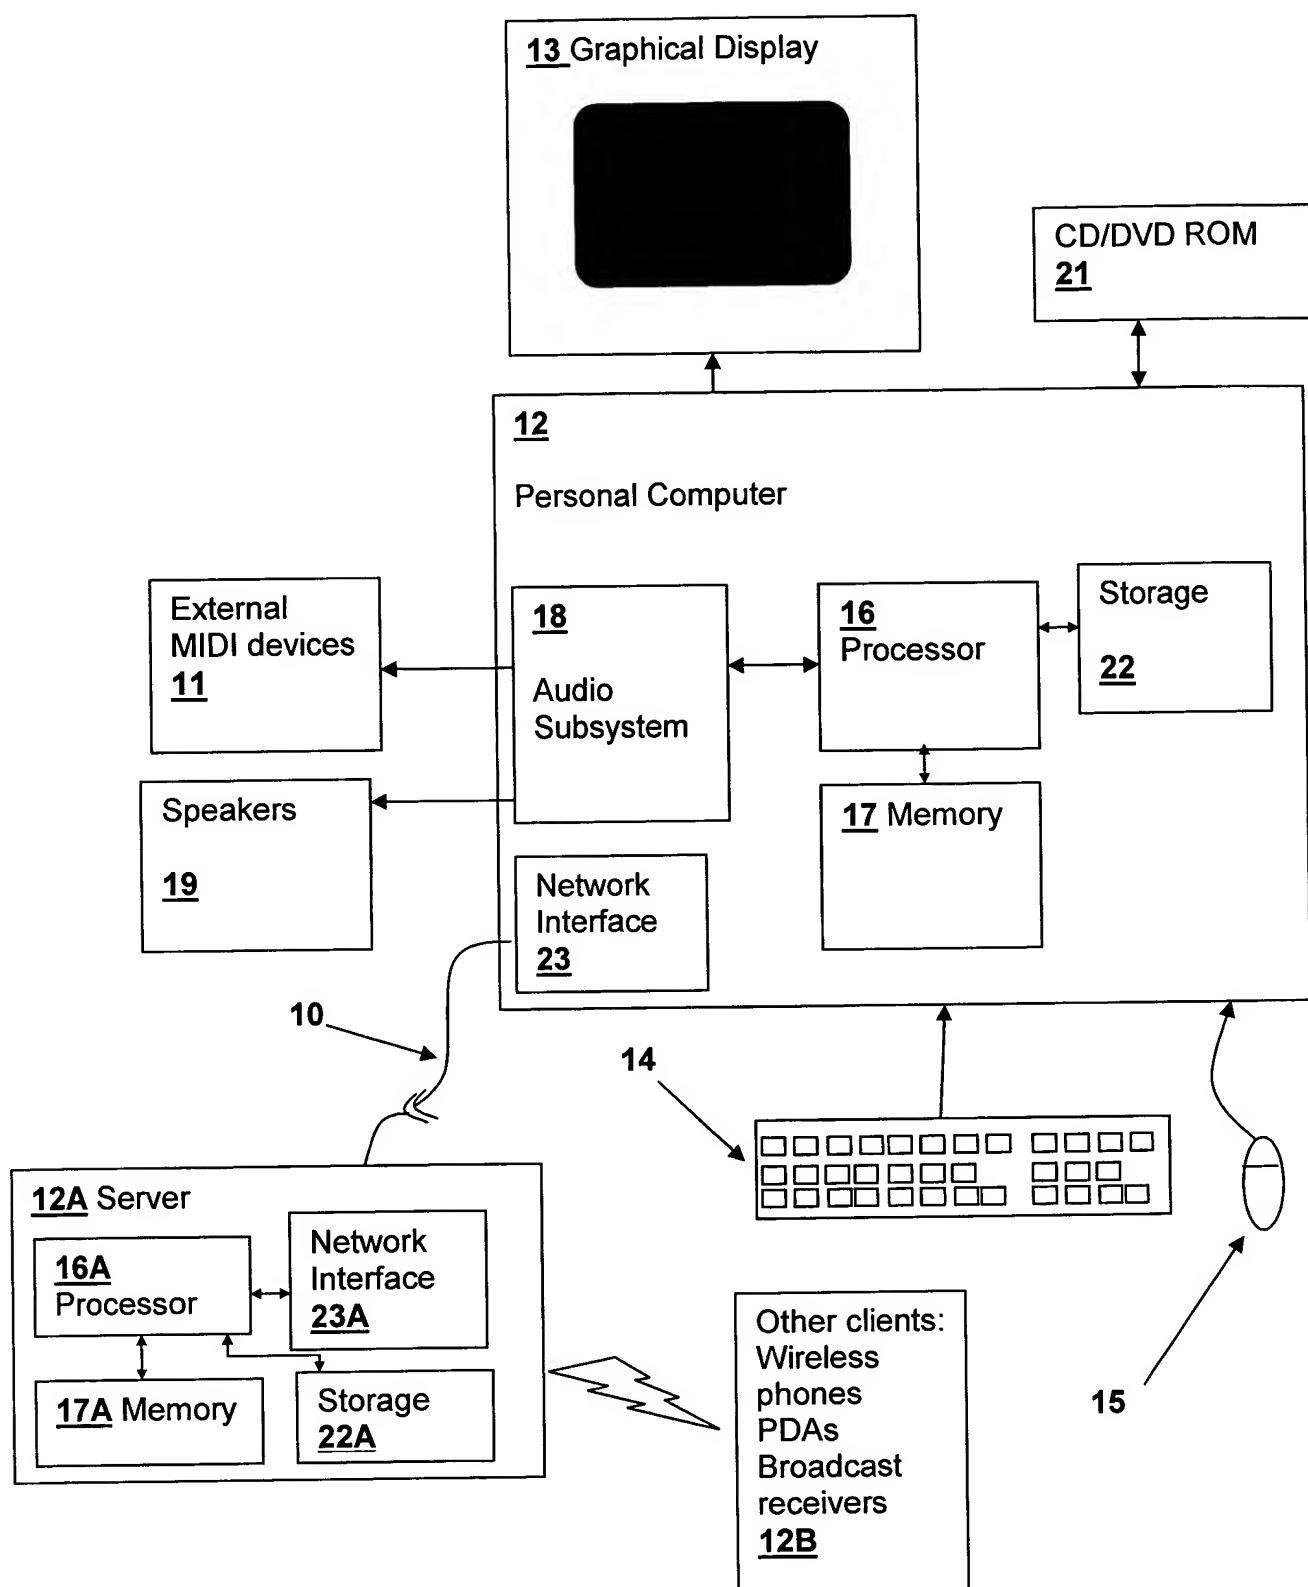 13 Graphical Display
CD/DVD ROM
21
12
Personal Computer
External
MIDI devices
11
18
Audio
Subsystem
16
Processor
Storage
22
Speakers
19
17 Memory
Network
Interface
23
10
14
12A Server
16A
Processor
Network
Interface
23A
17A Memory
Storage
22A
Other clients:
Wireless
phones
PDAs
Broadcast
receivers
12B
15